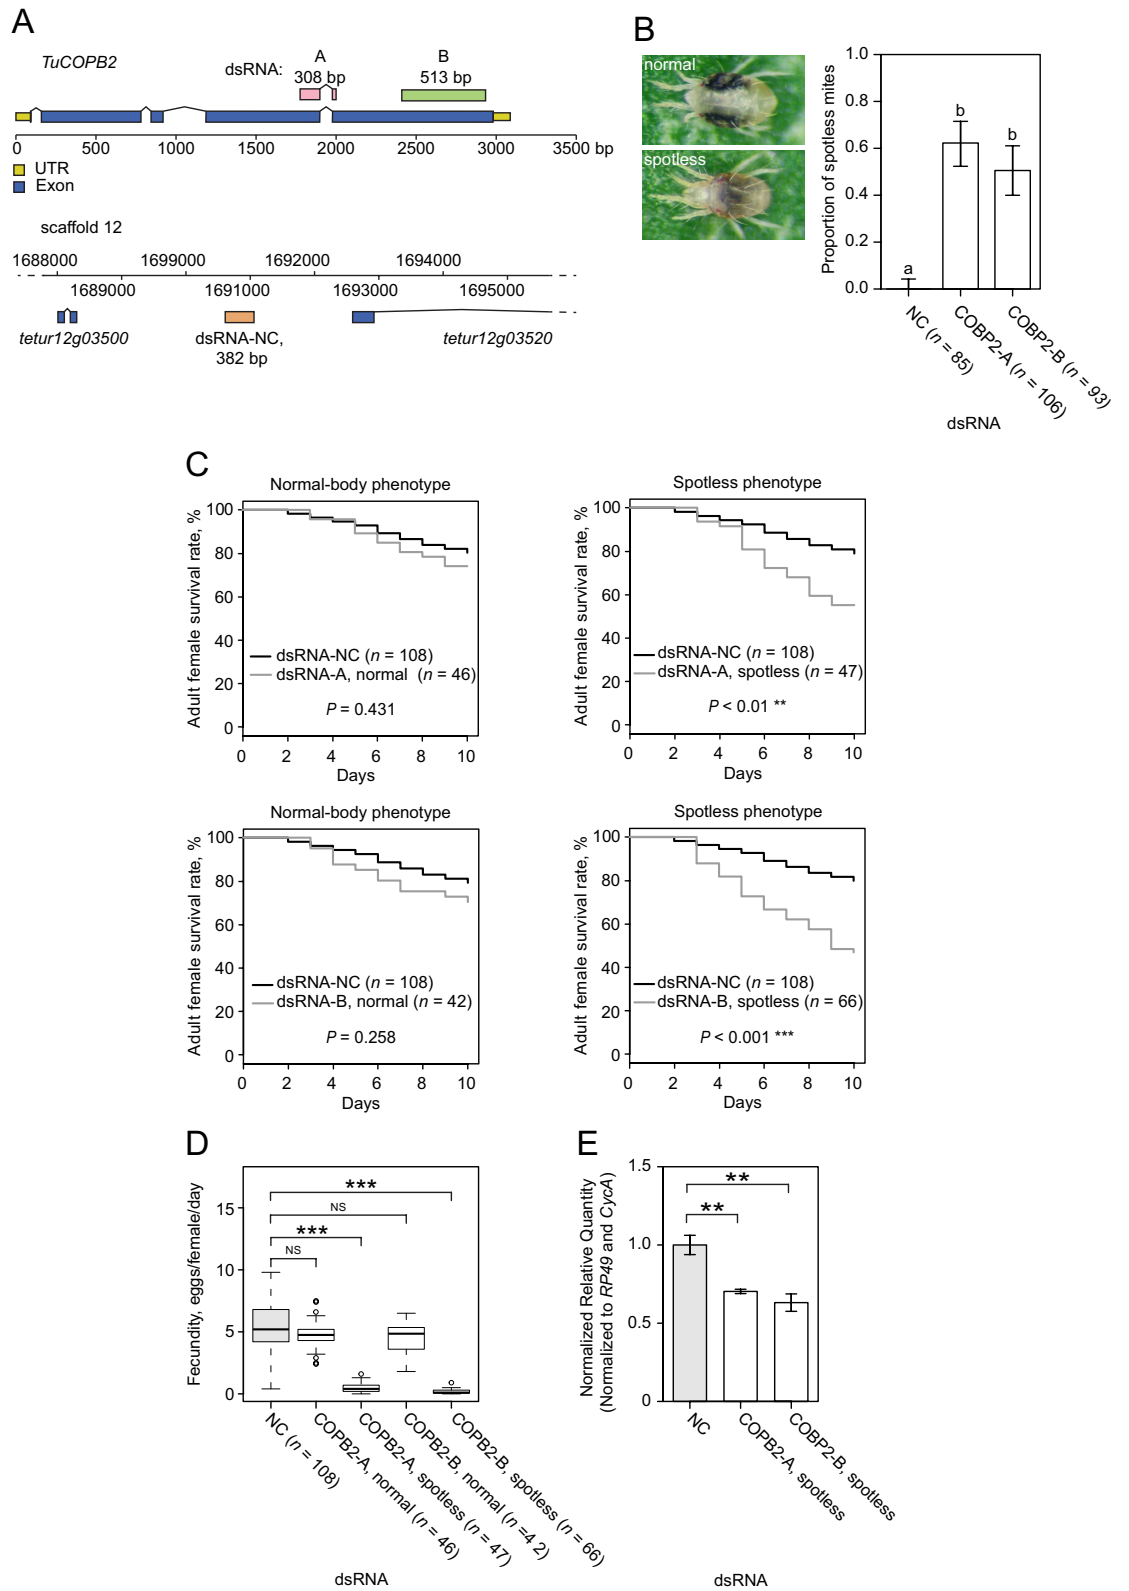 A
TuCOPB2
dsRNA:
A
308 bp
B
513 bp
0 500 1000 1500 2000 2500 3000 3500 bp
UTR
Exon
scaffold 12
1688000 1699000 1692000 1694000
1689000 1691000 1693000 1695000
tetur12g03500
dsRNA-NC,
382 bp
tetur12g03520
B
normal
spotless
Proportion of spotless mites
1.0
0.8
0.6
0.4
0.2
0.0
a
b
b
NC (n = 85)
COBP2-A (n = 106)
COBP2-B (n = 93)
dsRNA
C
Normal-body phenotype
Adult female survival rate, %
100
80
60
40
20
0
dsRNA-NC (n = 108)
dsRNA-A, normal (n = 46)
P = 0.431
0 2 4 6 8 10
Days
Spotless phenotype
Adult female survival rate, %
100
80
60
40
20
0
dsRNA-NC (n = 108)
dsRNA-A, spotless (n = 47)
P < 0.01 **
0 2 4 6 8 10
Days
Normal-body phenotype
Adult female survival rate, %
100
80
60
40
20
0
dsRNA-NC (n = 108)
dsRNA-B, normal (n = 42)
P = 0.258
0 2 4 6 8 10
Days
Spotless phenotype
Adult female survival rate, %
100
80
60
40
20
0
dsRNA-NC (n = 108)
dsRNA-B, spotless (n = 66)
P < 0.001 ***
0 2 4 6 8 10
Days
D
Fecundity, eggs/female/day
15
10
5
0
***
NS
***
NS
NC (n = 108)
COPB2-A, normal (n = 46)
COPB2-A, spotless (n = 47)
COPB2-B, normal (n =4 2)
COPB2-B, spotless (n = 66)
dsRNA
E
Normalized Relative Quantity
(Normalized to RP49 and CycA)
1.5
1.0
0.5
0
**
**
NC
COPB2-A, spotless
COBP2-B, spotless
dsRNA